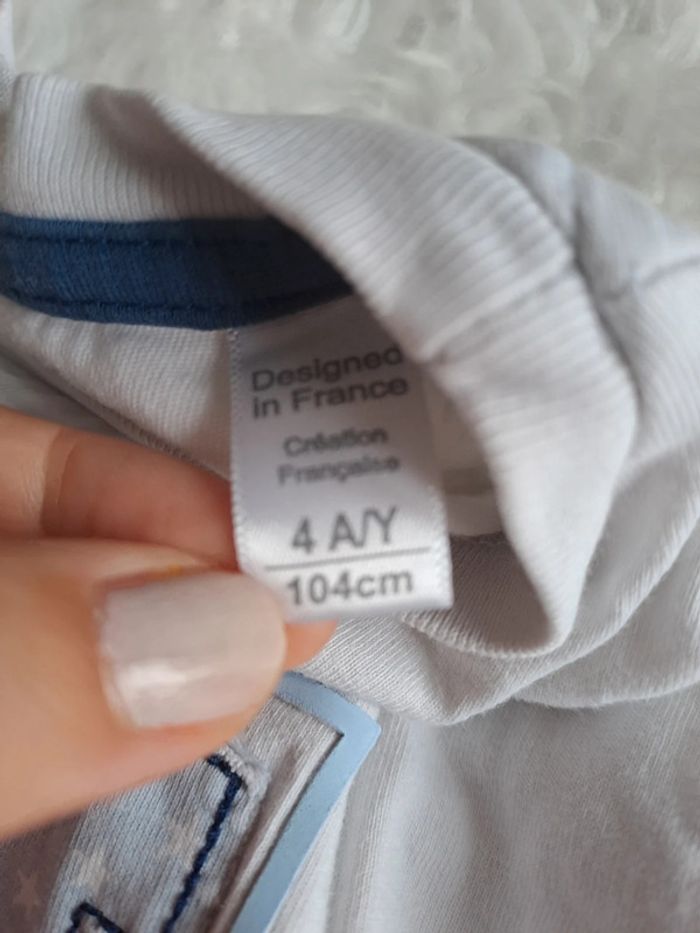 Designed
in France
Création
Française
4 A/Y
104cm